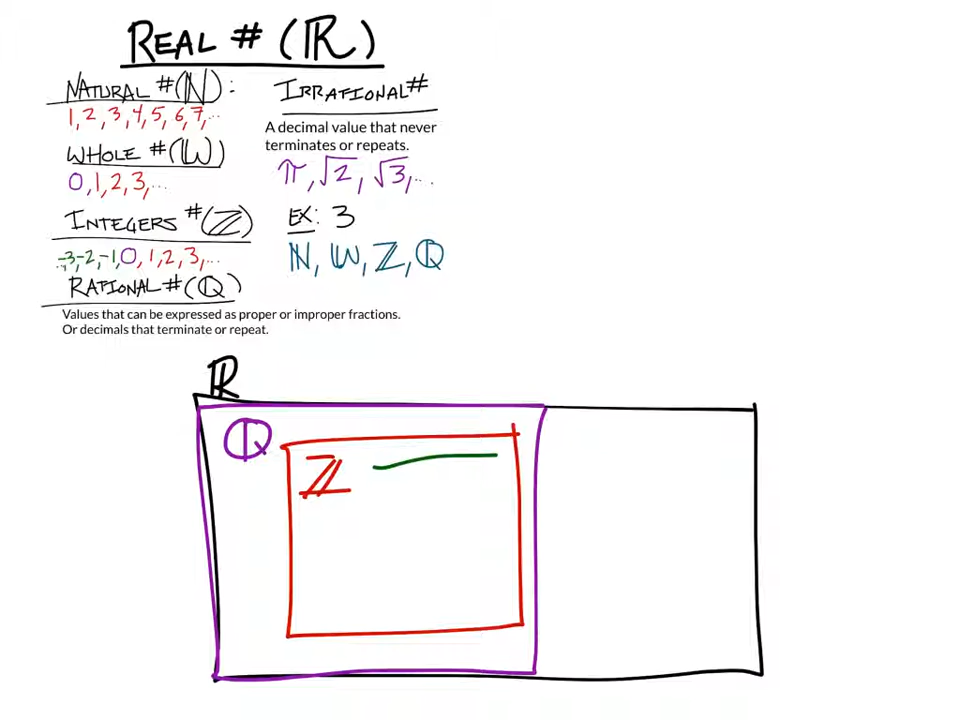 REAL # (ℝ)
NATURAL #(ℕ):
1, 2, 3, 4, 5, 6, 7, ...
WHOLE #(𝕎)
0, 1, 2, 3, ...
INTEGERS #(ℤ)
...-3, -2, -1, 0, 1, 2, 3, ...
RATIONAL #(ℚ)
Values that can be expressed as proper or improper fractions.
Or decimals that terminate or repeat.
IRRATIONAL #
A decimal value that never
terminates or repeats.
π, √2, √3, ...
EX: 3
ℕ, 𝕎, ℤ, ℚ
ℝ
ℚ
ℤ